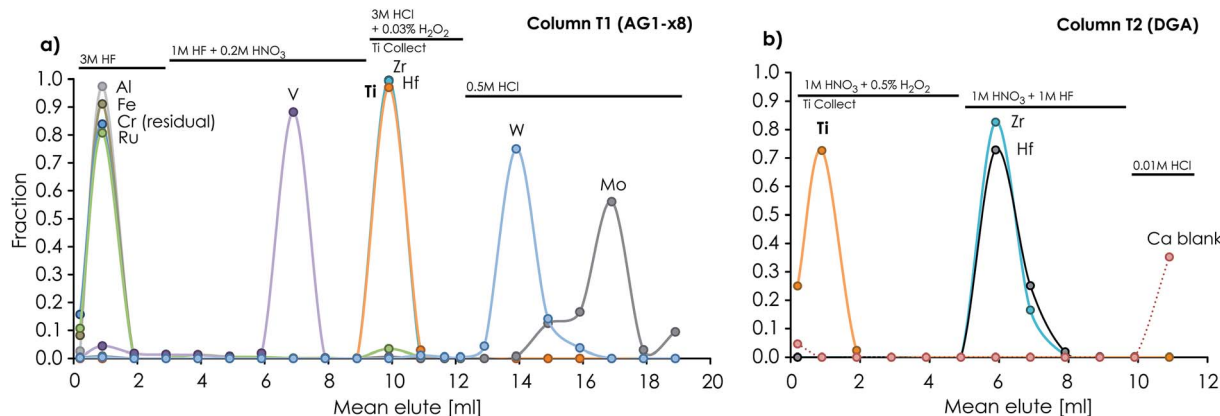 a)
Column T1 (AG1-x8)
3M HF
1M HF + 0.2M HNO₃
3M HCl
+ 0.03% H₂O₂
Ti Collect
0.5M HCl
Al
Fe
Cr (residual)
Ru
V
Ti
Zr
Hf
W
Mo
Fraction
1.0
0.9
0.8
0.7
0.6
0.5
0.4
0.3
0.2
0.1
0.0
0 2 4 6 8 10 12 14 16 18 20
Mean elute [ml]
b)
Column T2 (DGA)
1M HNO₃ + 0.5% H₂O₂
Ti Collect
1M HNO₃ + 1M HF
0.01M HCl
Ti
Zr
Hf
Ca blank
1.0
0.9
0.8
0.7
0.6
0.5
0.4
0.3
0.2
0.1
0.0
0 2 4 6 8 10 12
Mean elute [ml]